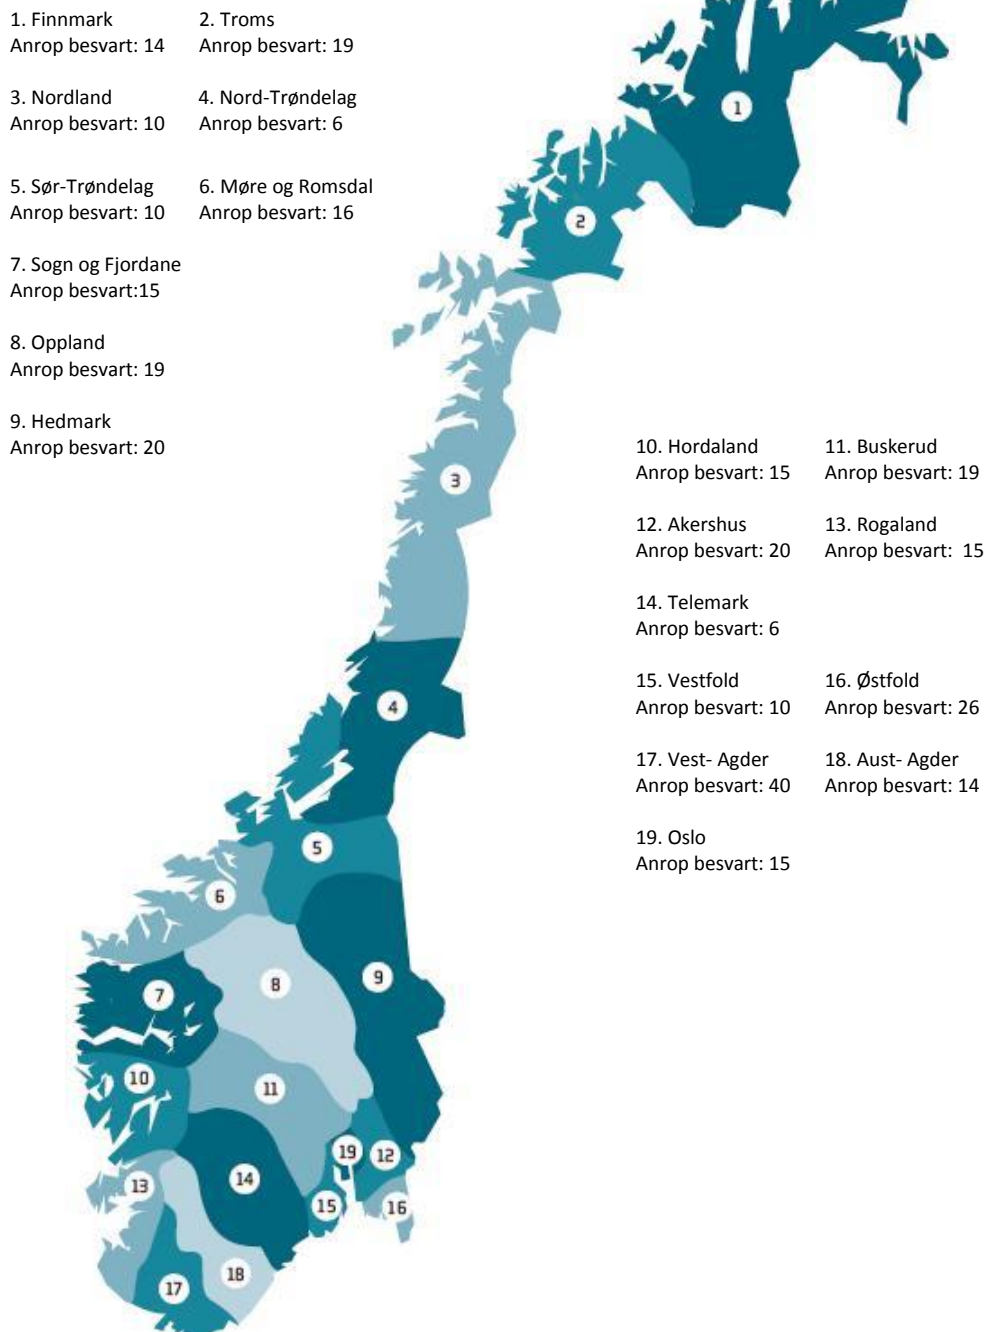 1. Finnmark
Anrop besvart: 14
2. Troms
Anrop besvart: 19
3. Nordland
Anrop besvart: 10
4. Nord-Trøndelag
Anrop besvart: 6
5. Sør-Trøndelag
Anrop besvart: 10
6. Møre og Romsdal
Anrop besvart: 16
7. Sogn og Fjordane
Anrop besvart:15
8. Oppland
Anrop besvart: 19
9. Hedmark
Anrop besvart: 20
10. Hordaland
Anrop besvart: 15
11. Buskerud
Anrop besvart: 19
12. Akershus
Anrop besvart: 20
13. Rogaland
Anrop besvart:  15
14. Telemark
Anrop besvart: 6
15. Vestfold
Anrop besvart: 10
16. Østfold
Anrop besvart: 26
17. Vest- Agder
Anrop besvart: 40
18. Aust- Agder
Anrop besvart: 14
19. Oslo
Anrop besvart: 15
1
2
3
4
5
6
7
8
9
10
11
12
13
14
15
16
17
18
19